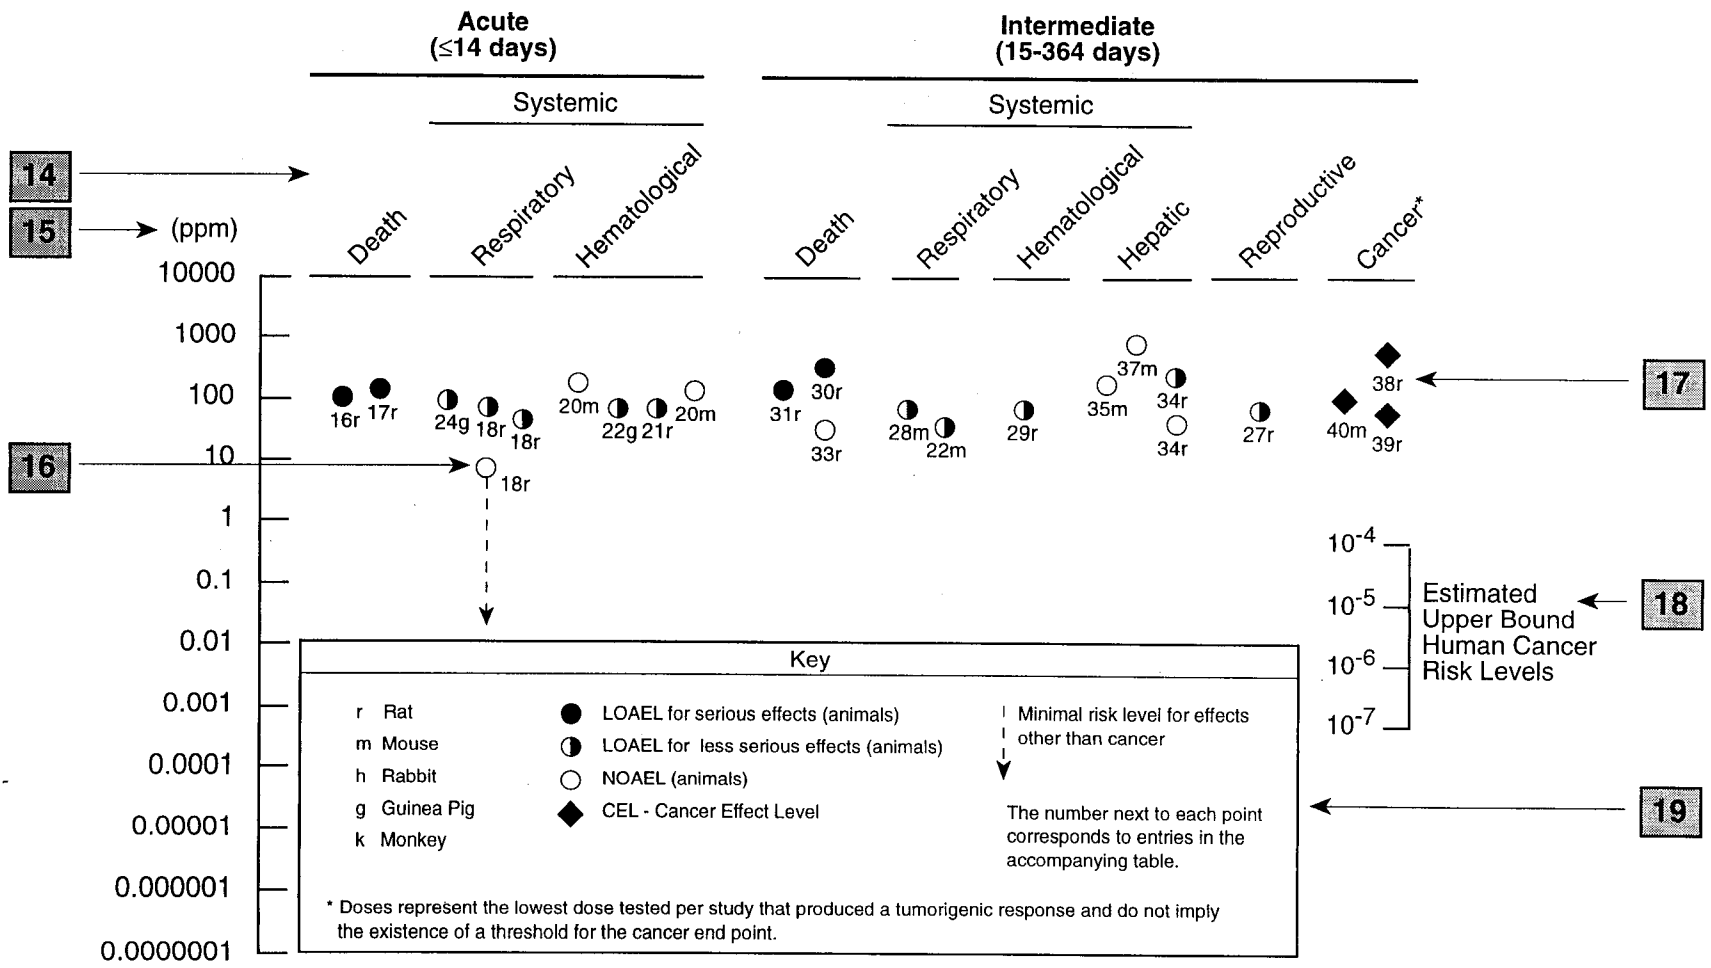 Acute
(≤14 days)
Intermediate
(15-364 days)
Systemic
Systemic
14
15
(ppm)
Death
Respiratory
Hematological
Death
Respiratory
Hematological
Hepatic
Reproductive
Cancer*
10000
1000
100
10
1
0.1
0.01
0.001
0.0001
0.00001
0.000001
0.0000001
16r
17r
24g
18r
18r
20m
22g
21r
20m
31r
30r
33r
28m
22m
29r
37m
35m
34r
34r
27r
38r
40m
39r
17
16
18r
10-4
10-5
10-6
10-7
Estimated
Upper Bound
Human Cancer
Risk Levels
18
Key
r Rat
m Mouse
h Rabbit
g Guinea Pig
k Monkey
LOAEL for serious effects (animals)
LOAEL for less serious effects (animals)
NOAEL (animals)
CEL - Cancer Effect Level
Minimal risk level for effects
other than cancer
The number next to each point
corresponds to entries in the
accompanying table.
19
* Doses represent the lowest dose tested per study that produced a tumorigenic response and do not imply
the existence of a threshold for the cancer end point.